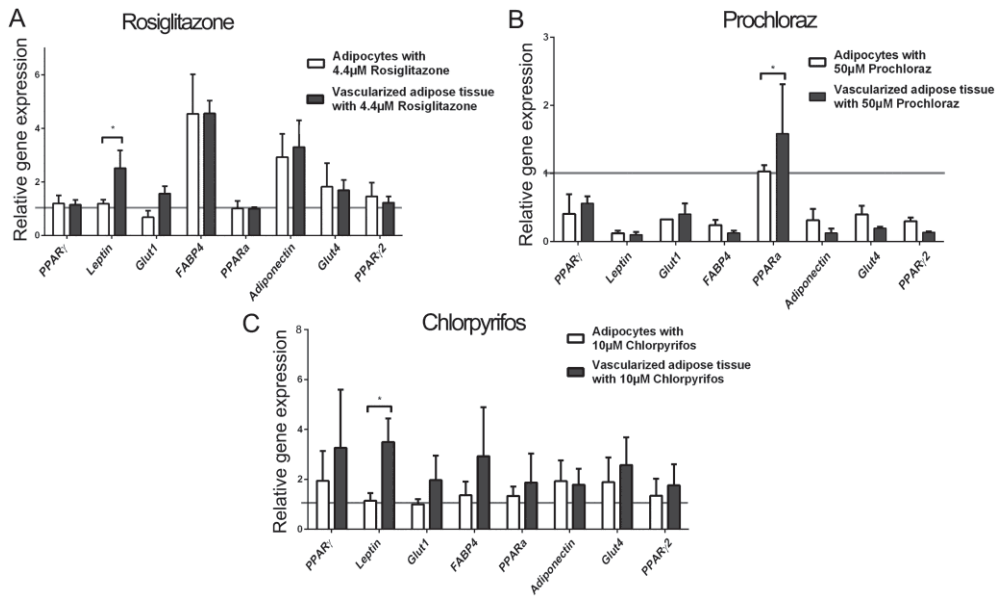 A
Rosiglitazone
Relative gene expression
6
4
2
0
Adipocytes with
4.4µM Rosiglitazone
Vascularized adipose tissue
with 4.4µM Rosiglitazone
*
PPARγ
Leptin
Glut1
FABP4
PPARa
Adiponectin
Glut4
PPARγ2
B
Prochloraz
Relative gene expression
3
2
1
0
Adipocytes with
50µM Prochloraz
Vascularized adipose tissue
with 50µM Prochloraz
*
PPARγ
Leptin
Glut1
FABP4
PPARa
Adiponectin
Glut4
PPARγ2
C
Chlorpyrifos
Relative gene expression
8
6
4
2
0
Adipocytes with
10µM Chlorpyrifos
Vascularized adipose tissue
with 10µM Chlorpyrifos
*
PPARγ
Leptin
Glut1
FABP4
PPARa
Adiponectin
Glut4
PPARγ2